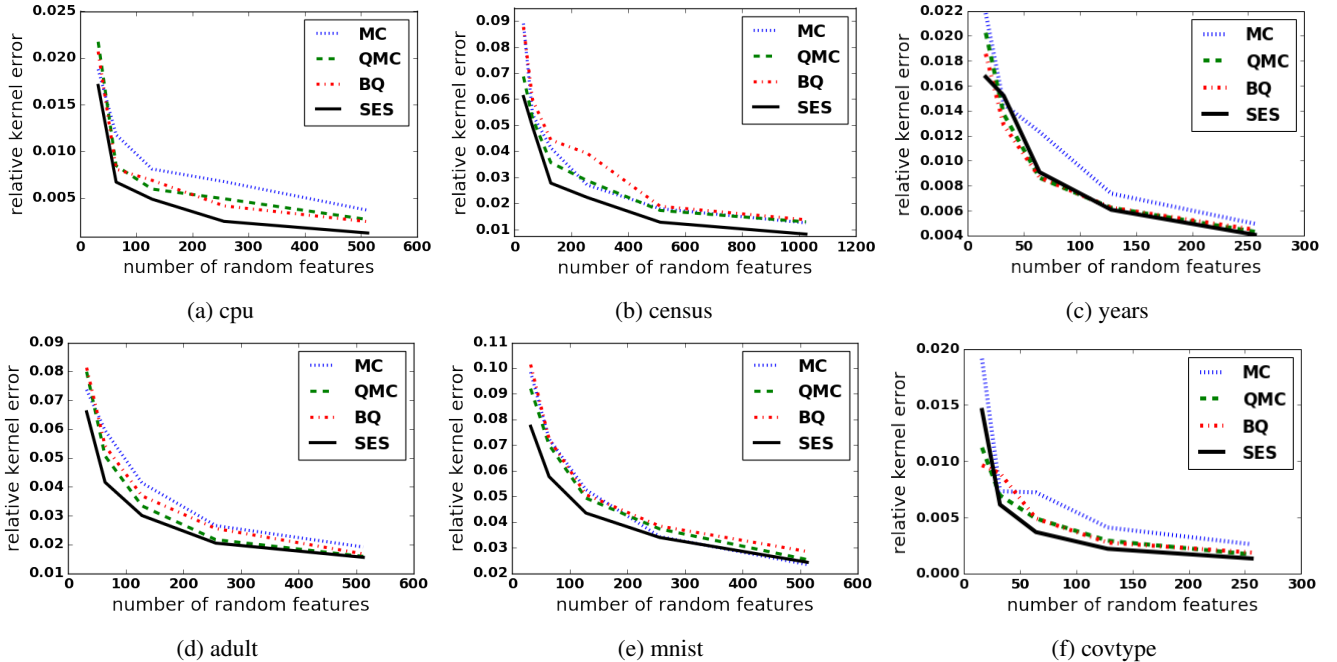 relative kernel error
0.025
0.020
0.015
0.010
0.005
0 100 200 300 400 500 600
number of random features
MC
QMC
BQ
SES
(a) cpu
relative kernel error
0.09
0.08
0.07
0.06
0.05
0.04
0.03
0.02
0.01
0 200 400 600 800 1000 1200
number of random features
MC
QMC
BQ
SES
(b) census
relative kernel error
0.022
0.020
0.018
0.016
0.014
0.012
0.010
0.008
0.006
0.004
0 50 100 150 200 250 300
number of random features
MC
QMC
BQ
SES
(c) years
relative kernel error
0.09
0.08
0.07
0.06
0.05
0.04
0.03
0.02
0.01
0 100 200 300 400 500 600
number of random features
MC
QMC
BQ
SES
(d) adult
relative kernel error
0.11
0.10
0.09
0.08
0.07
0.06
0.05
0.04
0.03
0.02
0 100 200 300 400 500 600
number of random features
MC
QMC
BQ
SES
(e) mnist
relative kernel error
0.020
0.015
0.010
0.005
0.000
0 50 100 150 200 250 300
number of random features
MC
QMC
BQ
SES
(f) covtype